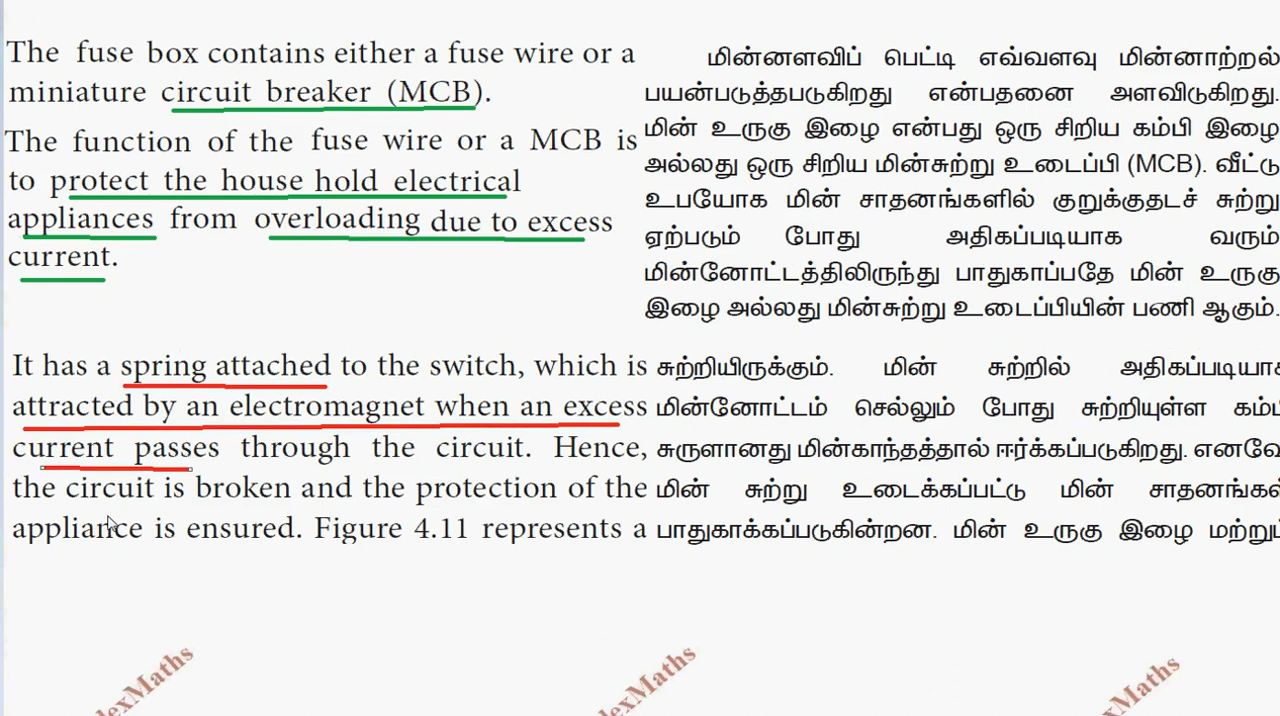 The fuse box contains either a fuse wire or a
miniature circuit breaker (MCB).
The function of the fuse wire or a MCB is
to protect the house hold electrical
appliances from overloading due to excess
current.
It has a spring attached to the switch, which is
attracted by an electromagnet when an excess
current passes through the circuit. Hence,
the circuit is broken and the protection of the
appliance is ensured. Figure 4.11 represents a
மின்னளவிப் பெட்டி எவ்வளவு மின்னாற்றல்
பயன்படுத்தபடுகிறது என்பதனை அளவிடுகிறது.
மின் உருகு இழை என்பது ஒரு சிறிய கம்பி இழை
அல்லது ஒரு சிறிய மின்சுற்று உடைப்பி (MCB). வீட்டு
உபயோக மின் சாதனங்களில் குறுக்குதடச் சுற்று
ஏற்படும் போது அதிகப்படியாக வரும்
மின்னோட்டத்திலிருந்து பாதுகாப்பதே மின் உருகு
இழை அல்லது மின்சுற்று உடைப்பியின் பணி ஆகும்.
சுற்றியிருக்கும். மின் சுற்றில்
மின்னோட்டம் செல்லும் போது சுற்றியுள்ள
சுருளானது மின்காந்தத்தால் ஈர்க்கப்படுகிறது. எனவே
மின் சுற்று உடைக்கப்பட்டு மின்
பாதுகாக்கப்படுகின்றன. மின் உருகு இழை
exMaths
lexMaths
exMaths